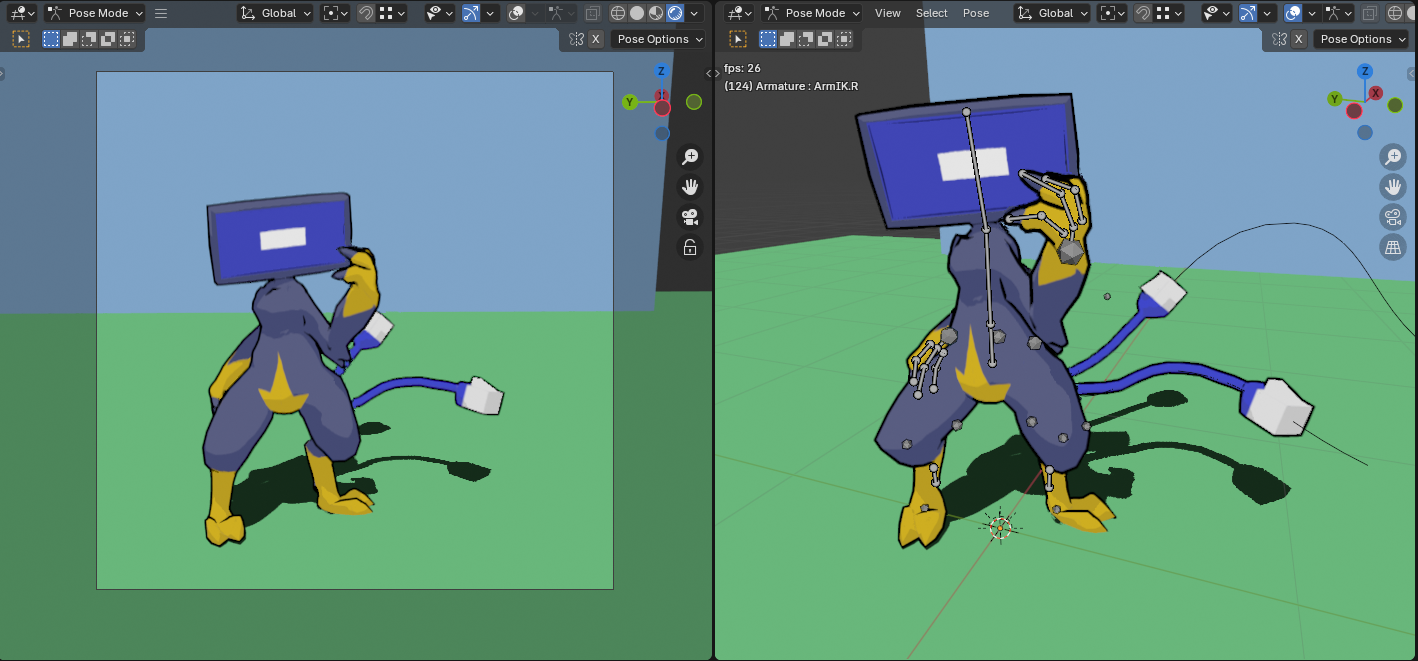 Pose Mode
Global
Pose Options
X
Z
Y
Pose Mode
View
Select
Pose
Global
X
Pose Options
fps: 26
(124) Armature : ArmIK.R
Z
Y
X